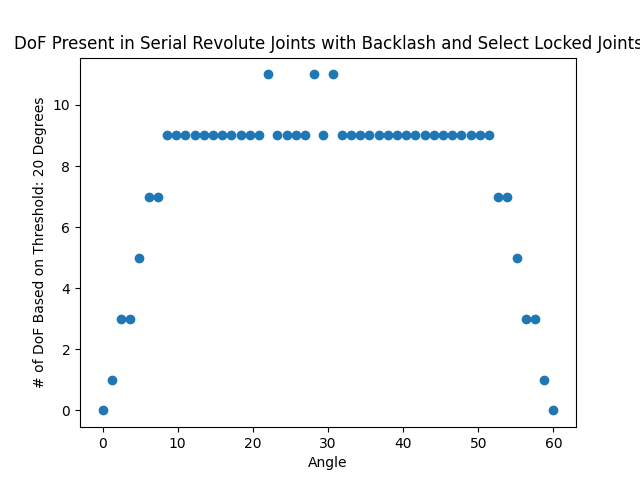 DoF Present in Serial Revolute Joints with Backlash and Select Locked Joints
# of DoF Based on Threshold: 20 Degrees
10
8
6
4
2
0
0 10 20 30 40 50 60
Angle